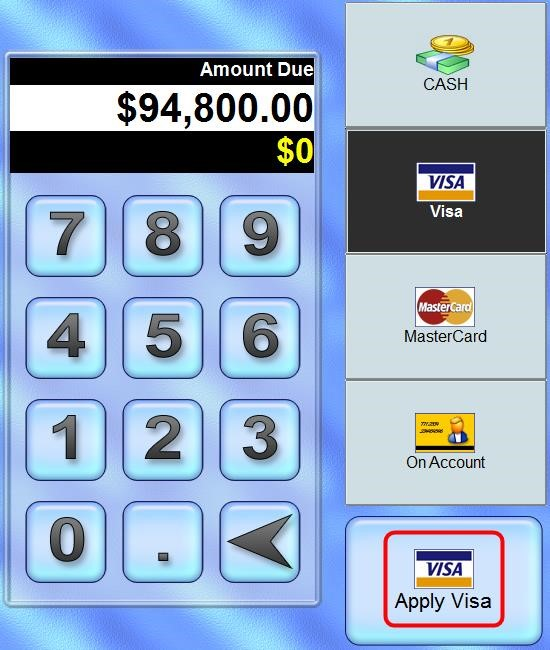 Amount Due
$94,800.00
$0
7 8 9
4 5 6
1 2 3
0 .
CASH
VISA
Visa
MasterCard
MasterCard
On Account
VISA
Apply Visa